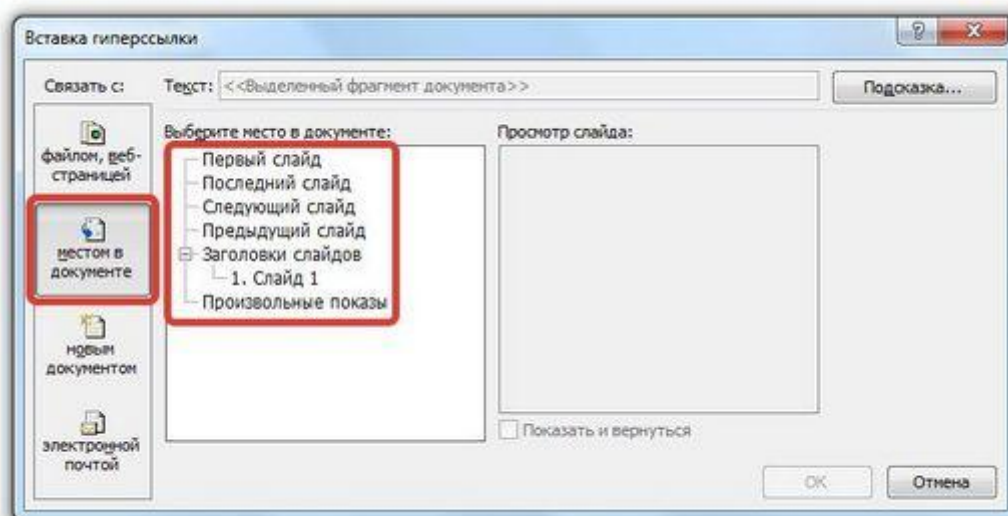 Вставка гиперссылки
Связать с:
Текст: <<Выделенный фрагмент документа>>
Подсказка...
файлом, веб-
страницей
местом в
документе
новым
документом
электронной
почтой
Выберите место в документе:
Первый слайд
Последний слайд
Следующий слайд
Предыдущий слайд
Заголовки слайдов
1. Слайд 1
Произвольные показы
Просмотр слайда:
Показать и вернуться
ОК
Отмена